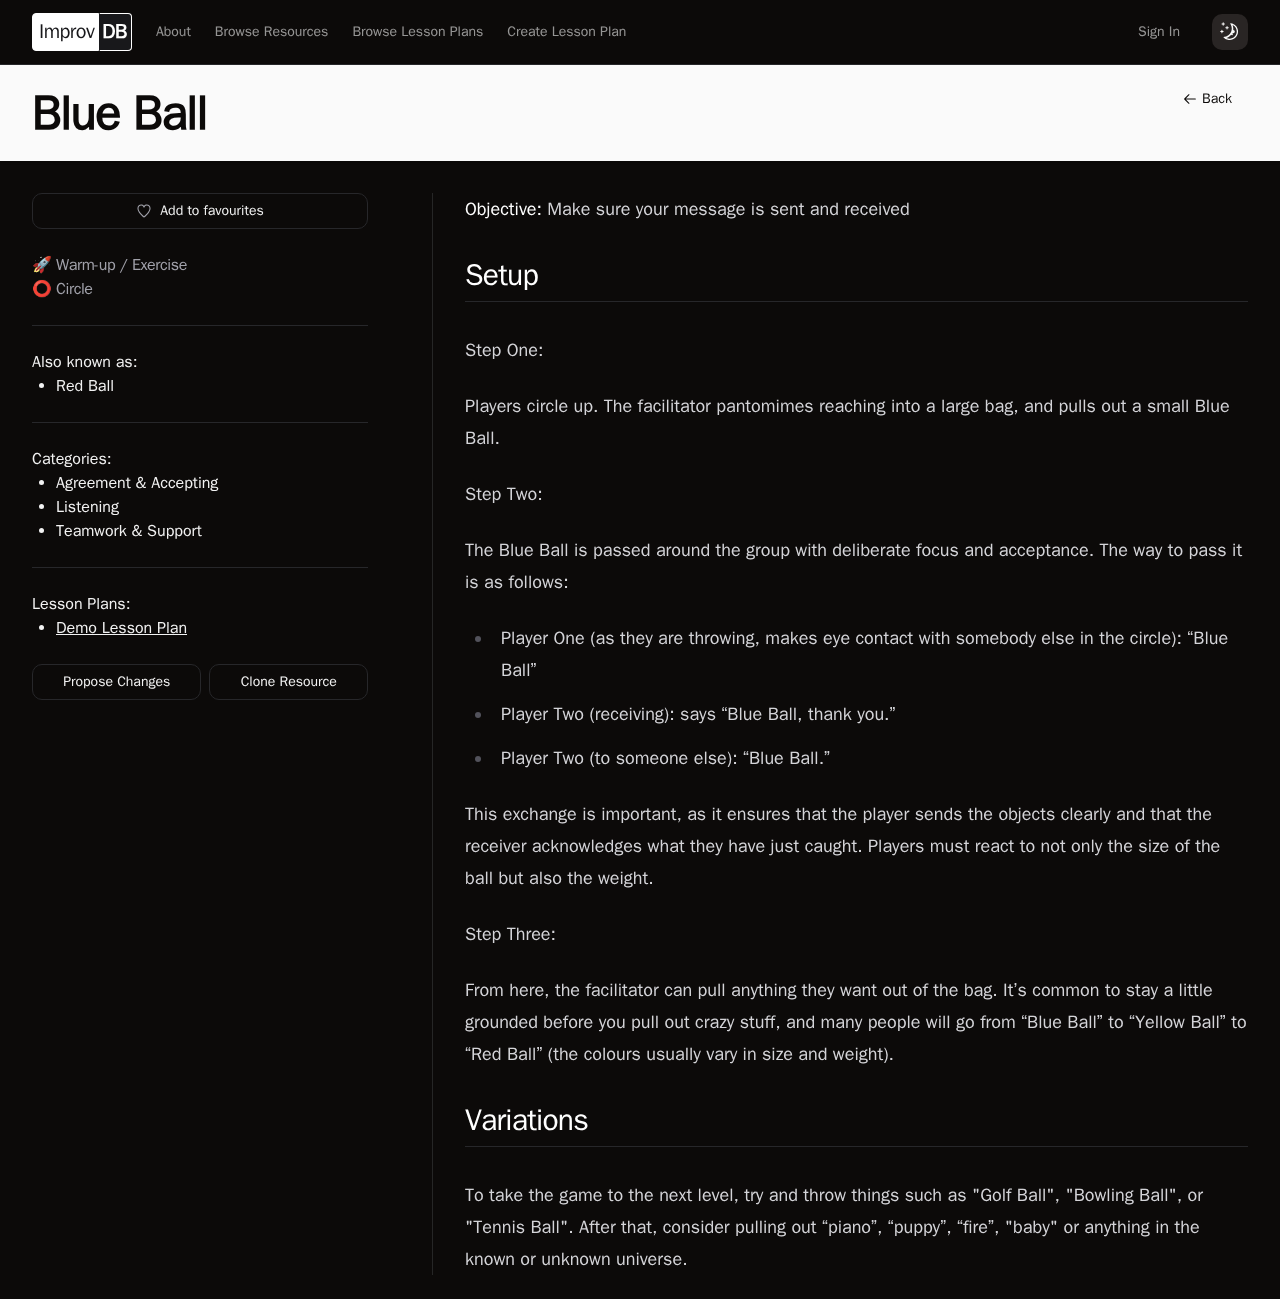 Improv DB
About
Browse Resources
Browse Lesson Plans
Create Lesson Plan
Sign In
Blue Ball
← Back
Add to favourites
🚀 Warm-up / Exercise
⭕ Circle
Also known as:
• Red Ball
Categories:
• Agreement & Accepting
• Listening
• Teamwork & Support
Lesson Plans:
• Demo Lesson Plan
Propose Changes
Clone Resource
Objective: Make sure your message is sent and received
Setup
Step One:
Players circle up. The facilitator pantomimes reaching into a large bag, and pulls out a small Blue
Ball.
Step Two:
The Blue Ball is passed around the group with deliberate focus and acceptance. The way to pass it
is as follows:
• Player One (as they are throwing, makes eye contact with somebody else in the circle): “Blue
Ball”
• Player Two (receiving): says “Blue Ball, thank you.”
• Player Two (to someone else): “Blue Ball.”
This exchange is important, as it ensures that the player sends the objects clearly and that the
receiver acknowledges what they have just caught. Players must react to not only the size of the
ball but also the weight.
Step Three:
From here, the facilitator can pull anything they want out of the bag. It’s common to stay a little
grounded before you pull out crazy stuff, and many people will go from “Blue Ball” to “Yellow Ball” to
“Red Ball” (the colours usually vary in size and weight).
Variations
To take the game to the next level, try and throw things such as "Golf Ball", "Bowling Ball", or
"Tennis Ball". After that, consider pulling out “piano”, “puppy”, “fire”, "baby" or anything in the
known or unknown universe.